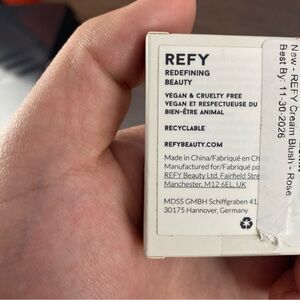 REFY
REDEFINING
BEAUTY
VEGAN & CRUELTY FREE
VEGAN ET RESPECTUEUSE DU
BIEN-ÊTRE ANIMAL
RECYCLABLE
REFYBEAUTY.COM
Made in China/Fabriqué en Ch
Manufactured for/Fabriqué po
REFY Beauty Ltd, Fairfield Stre
Manchester, M12 6EL, UK
MDSS GMBH Schiffgraben 41,
30175 Hannover, Germany
New - REFY Cream Blush - Rose
Best By: 11-30-2026